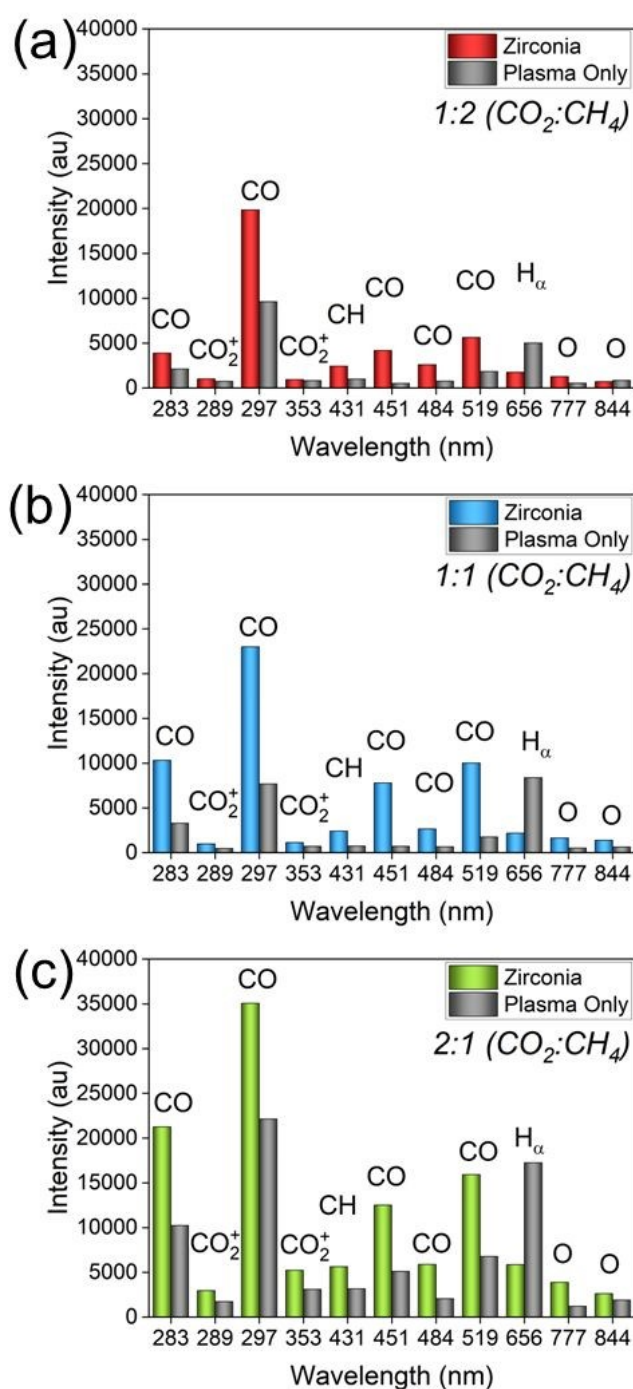 (a)
40000
35000
30000
25000
20000
15000
10000
5000
0
Intensity (au)
Zirconia
Plasma Only
1:2 (CO₂:CH₄)
CO
CO₂⁺
CO
CO₂⁺
CH
CO
CO
CO
Hα
O
O
283 289 297 353 431 451 484 519 656 777 844
Wavelength (nm)
(b)
40000
35000
30000
25000
20000
15000
10000
5000
0
Intensity (au)
Zirconia
Plasma Only
1:1 (CO₂:CH₄)
CO
CO₂⁺
CO
CO₂⁺
CH
CO
CO
CO
Hα
O
O
283 289 297 353 431 451 484 519 656 777 844
Wavelength (nm)
(c)
40000
35000
30000
25000
20000
15000
10000
5000
0
Intensity (au)
Zirconia
Plasma Only
2:1 (CO₂:CH₄)
CO
CO₂⁺
CO
CO₂⁺
CH
CO
CO
CO
Hα
O
O
283 289 297 353 431 451 484 519 656 777 844
Wavelength (nm)